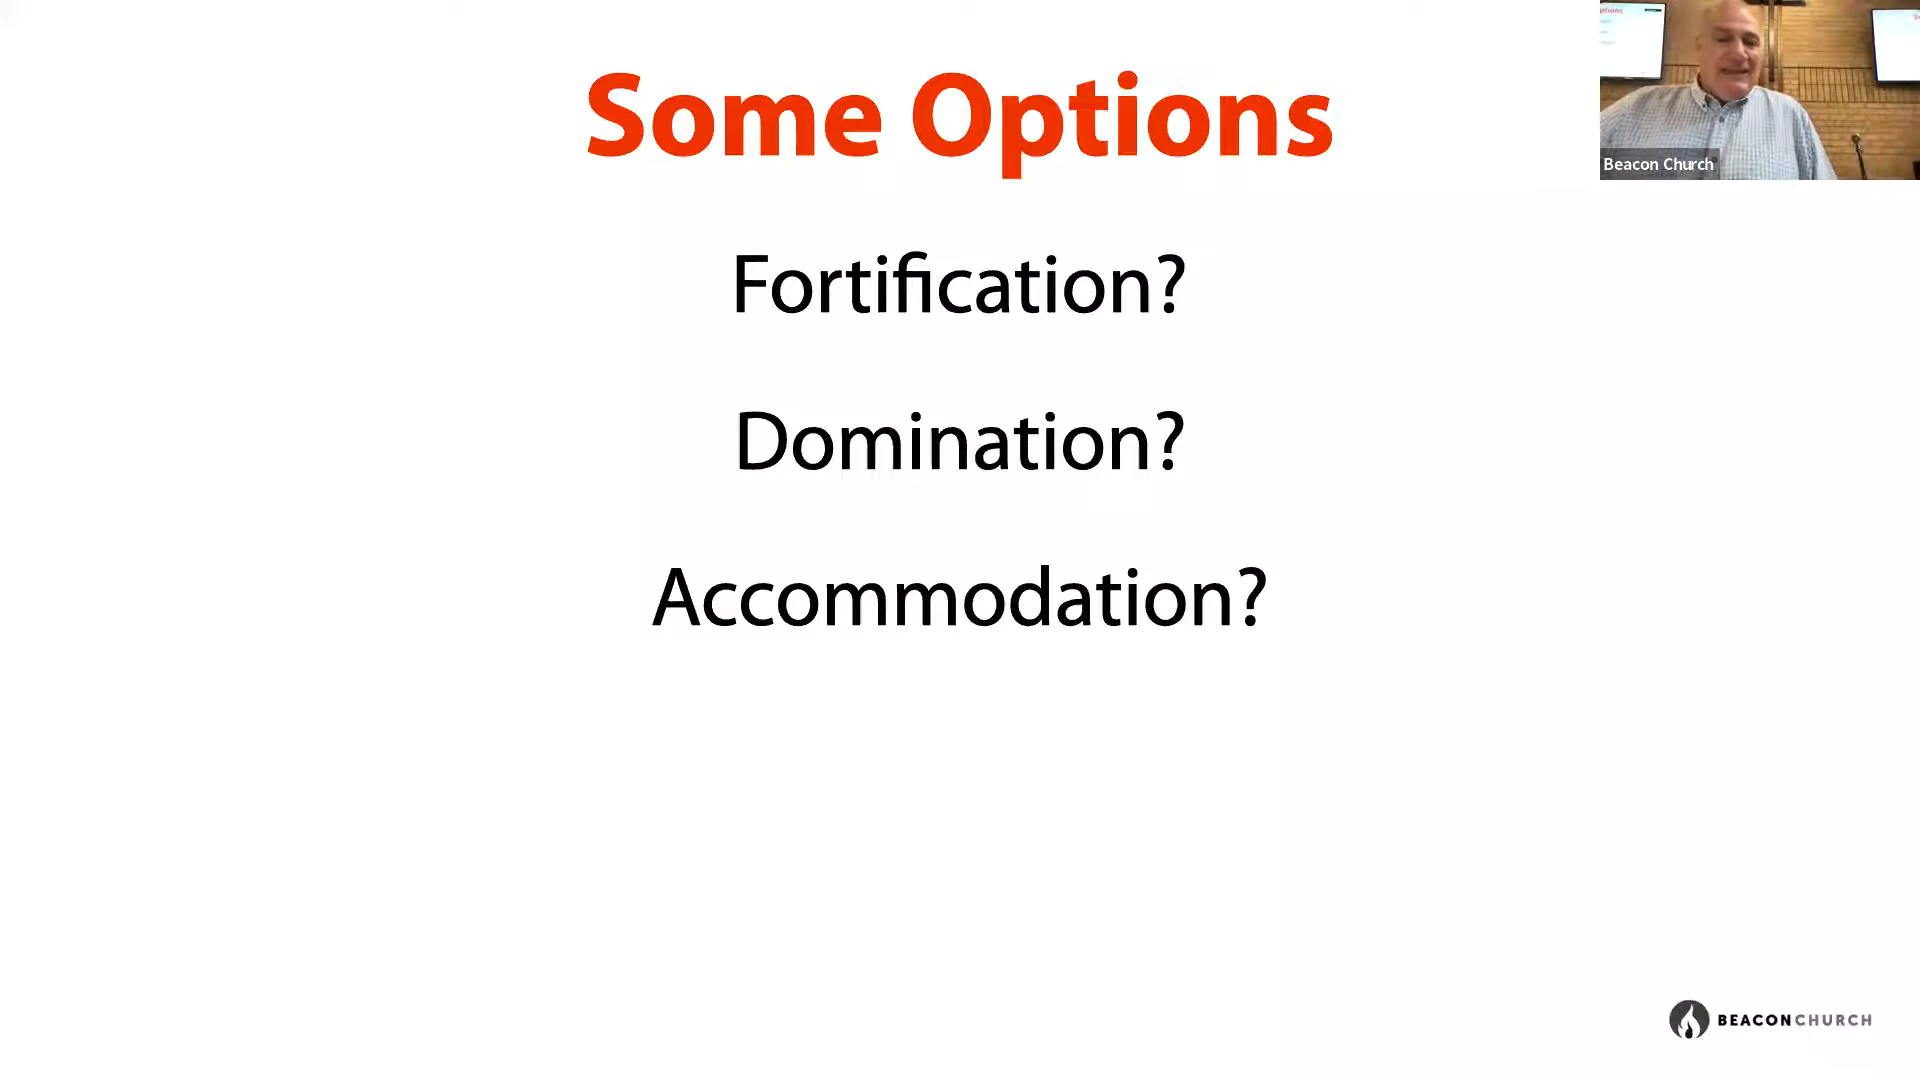 Some Options
Fortification?
Domination?
Accommodation?
Beacon Church
BEACONCHURCH